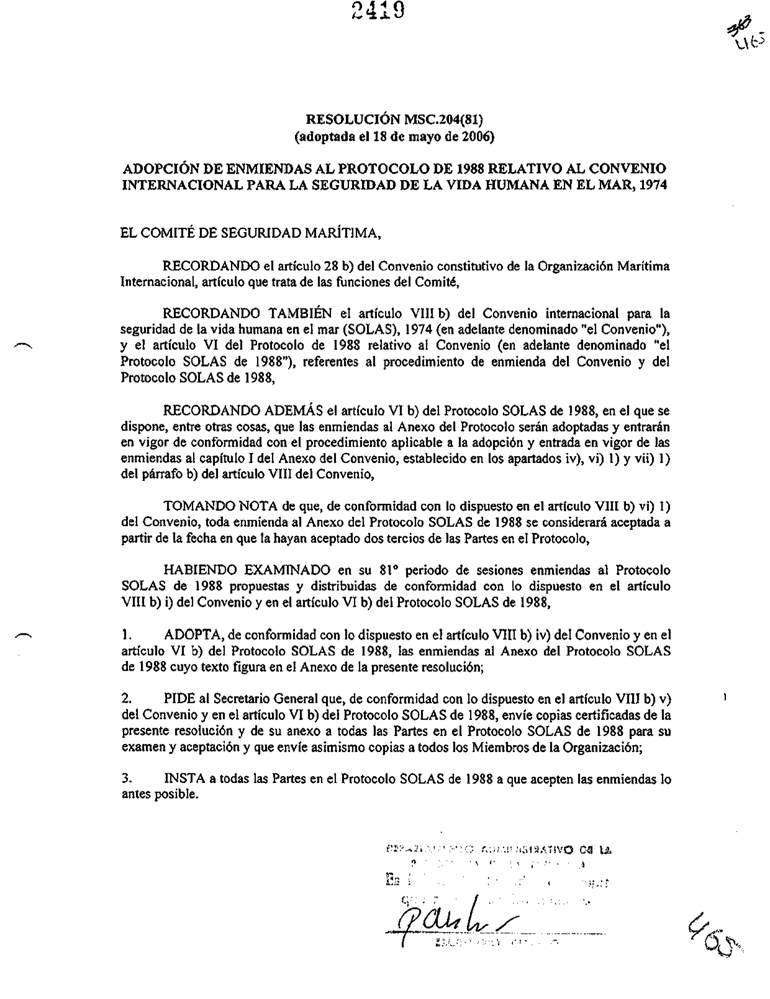 2419
363
465
RESOLUCIÓN MSC.204(81)
(adoptada el 18 de mayo de 2006)
ADOPCIÓN DE ENMIENDAS AL PROTOCOLO DE 1988 RELATIVO AL CONVENIO
INTERNACIONAL PARA LA SEGURIDAD DE LA VIDA HUMANA EN EL MAR, 1974
EL COMITÉ DE SEGURIDAD MARÍTIMA,
RECORDANDO el artículo 28 b) del Convenio constitutivo de la Organización Marítima
Internacional, artículo que trata de las funciones del Comité,
RECORDANDO TAMBIÉN el artículo VIII b) del Convenio internacional para la
seguridad de la vida humana en el mar (SOLAS), 1974 (en adelante denominado "el Convenio"),
y el artículo VI del Protocolo de 1988 relativo al Convenio (en adelante denominado "el
Protocolo SOLAS de 1988"), referentes al procedimiento de enmienda del Convenio y del
Protocolo SOLAS de 1988,
RECORDANDO ADEMÁS el artículo VI b) del Protocolo SOLAS de 1988, en el que se
dispone, entre otras cosas, que las enmiendas al Anexo del Protocolo serán adoptadas y entrarán
en vigor de conformidad con el procedimiento aplicable a la adopción y entrada en vigor de las
enmiendas al capítulo I del Anexo del Convenio, establecido en los apartados iv), vi) 1) y vii) 1)
del párrafo b) del artículo VIII del Convenio,
TOMANDO NOTA de que, de conformidad con lo dispuesto en el artículo VIII b) vi) 1)
del Convenio, toda enmienda al Anexo del Protocolo SOLAS de 1988 se considerará aceptada a
partir de la fecha en que la hayan aceptado dos tercios de las Partes en el Protocolo,
HABIENDO EXAMINADO en su 81º periodo de sesiones enmiendas al Protocolo
SOLAS de 1988 propuestas y distribuidas de conformidad con lo dispuesto en el artículo
VIII b) i) del Convenio y en el artículo VI b) del Protocolo SOLAS de 1988,
1. ADOPTA, de conformidad con lo dispuesto en el artículo VIII b) iv) del Convenio y en el
artículo VI b) del Protocolo SOLAS de 1988, las enmiendas al Anexo del Protocolo SOLAS
de 1988 cuyo texto figura en el Anexo de la presente resolución;
2. PIDE al Secretario General que, de conformidad con lo dispuesto en el artículo VIII b) v)
del Convenio y en el artículo VI b) del Protocolo SOLAS de 1988, envíe copias certificadas de la
presente resolución y de su anexo a todas las Partes en el Protocolo SOLAS de 1988 para su
examen y aceptación y que envíe asimismo copias a todos los Miembros de la Organización;
3. INSTA a todas las Partes en el Protocolo SOLAS de 1988 a que acepten las enmiendas lo
antes posible.
DEPARTAMENTO ADMINISTRATIVO DE LA
Es
465